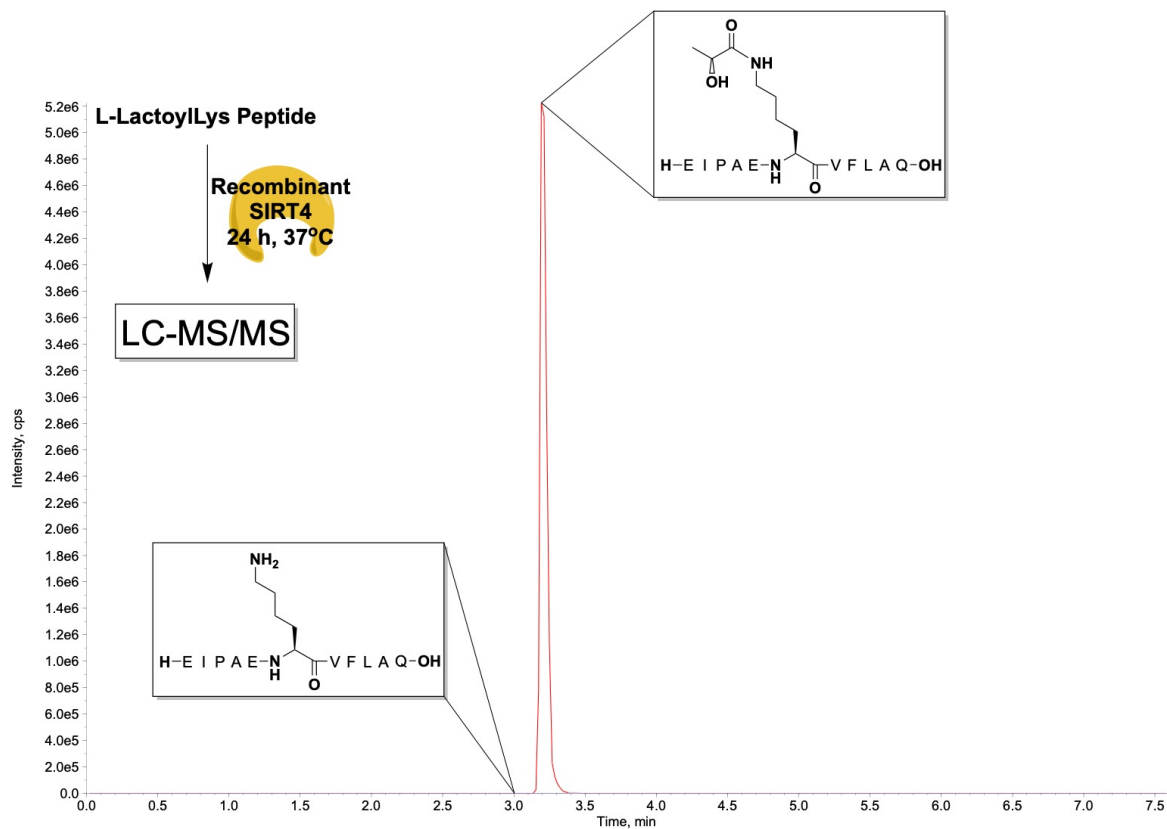 L-LactoylLys Peptide
Recombinant
SIRT4
24 h, 37°C
LC-MS/MS
O
NH
OH
H–E I P A E–N
H
O
V F L A Q–OH
NH₂
H–E I P A E–N
H
O
V F L A Q–OH
Intensity, cps
5.2e6
5.0e6
4.8e6
4.6e6
4.4e6
4.2e6
4.0e6
3.8e6
3.6e6
3.4e6
3.2e6
3.0e6
2.8e6
2.6e6
2.4e6
2.2e6
2.0e6
1.8e6
1.6e6
1.4e6
1.2e6
1.0e6
8.0e5
6.0e5
4.0e5
2.0e5
0.0
0.0 0.5 1.0 1.5 2.0 2.5 3.0 3.5 4.0 4.5 5.0 5.5 6.0 6.5 7.0 7.5
Time, min